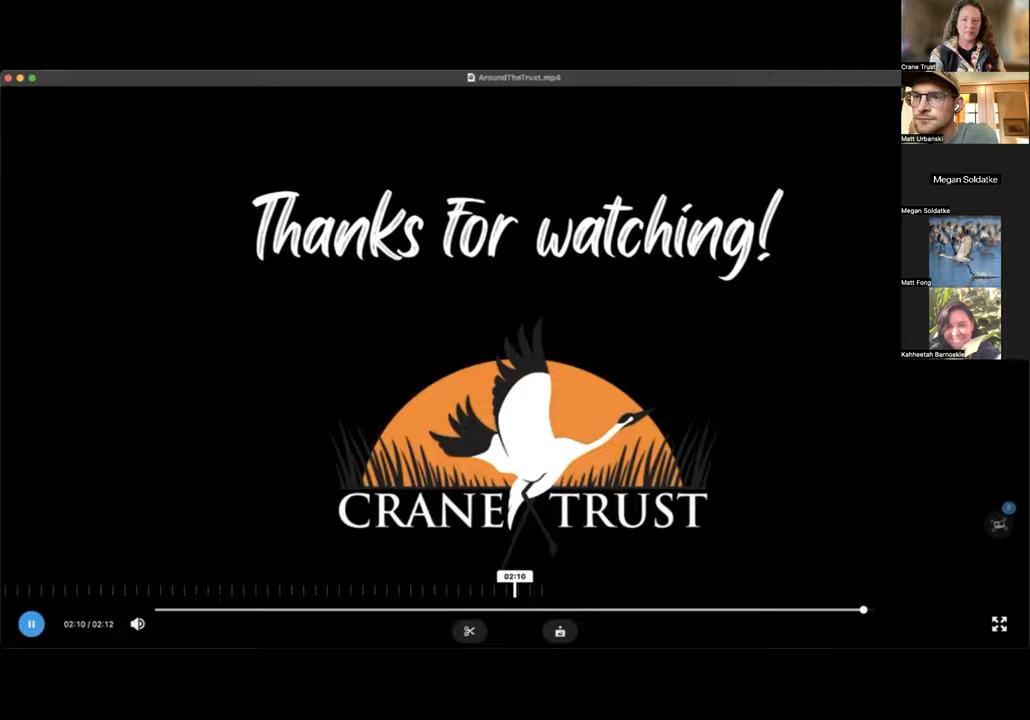 AroundTheTrust.mp4
Thanks For watching!
CRANE TRUST
02:10
02:10 / 02:12
Crane Trust
Matt Urbanski
Megan Soldatke
Megan Soldatke
Matt Fong
Kahheetah Barnoskie